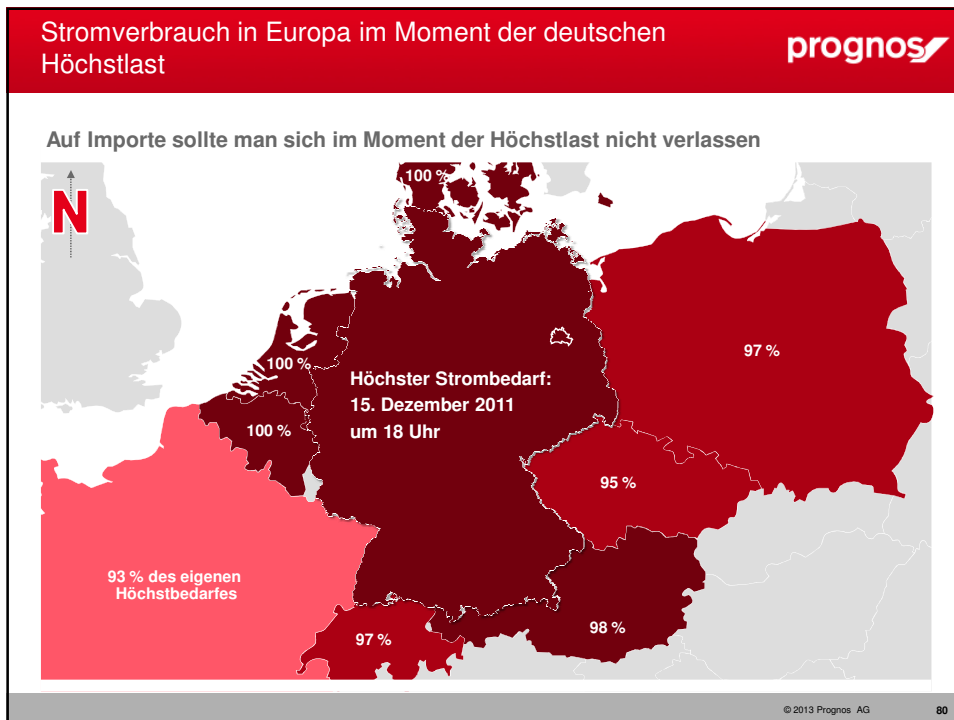 Stromverbrauch in Europa im Moment der deutschen
Höchstlast
prognos
Auf Importe sollte man sich im Moment der Höchstlast nicht verlassen
N
100 %
97 %
100 %
Höchster Strombedarf:
15. Dezember 2011
um 18 Uhr
100 %
95 %
93 % des eigenen
Höchstbedarfes
97 %
98 %
© 2013 Prognos AG
80